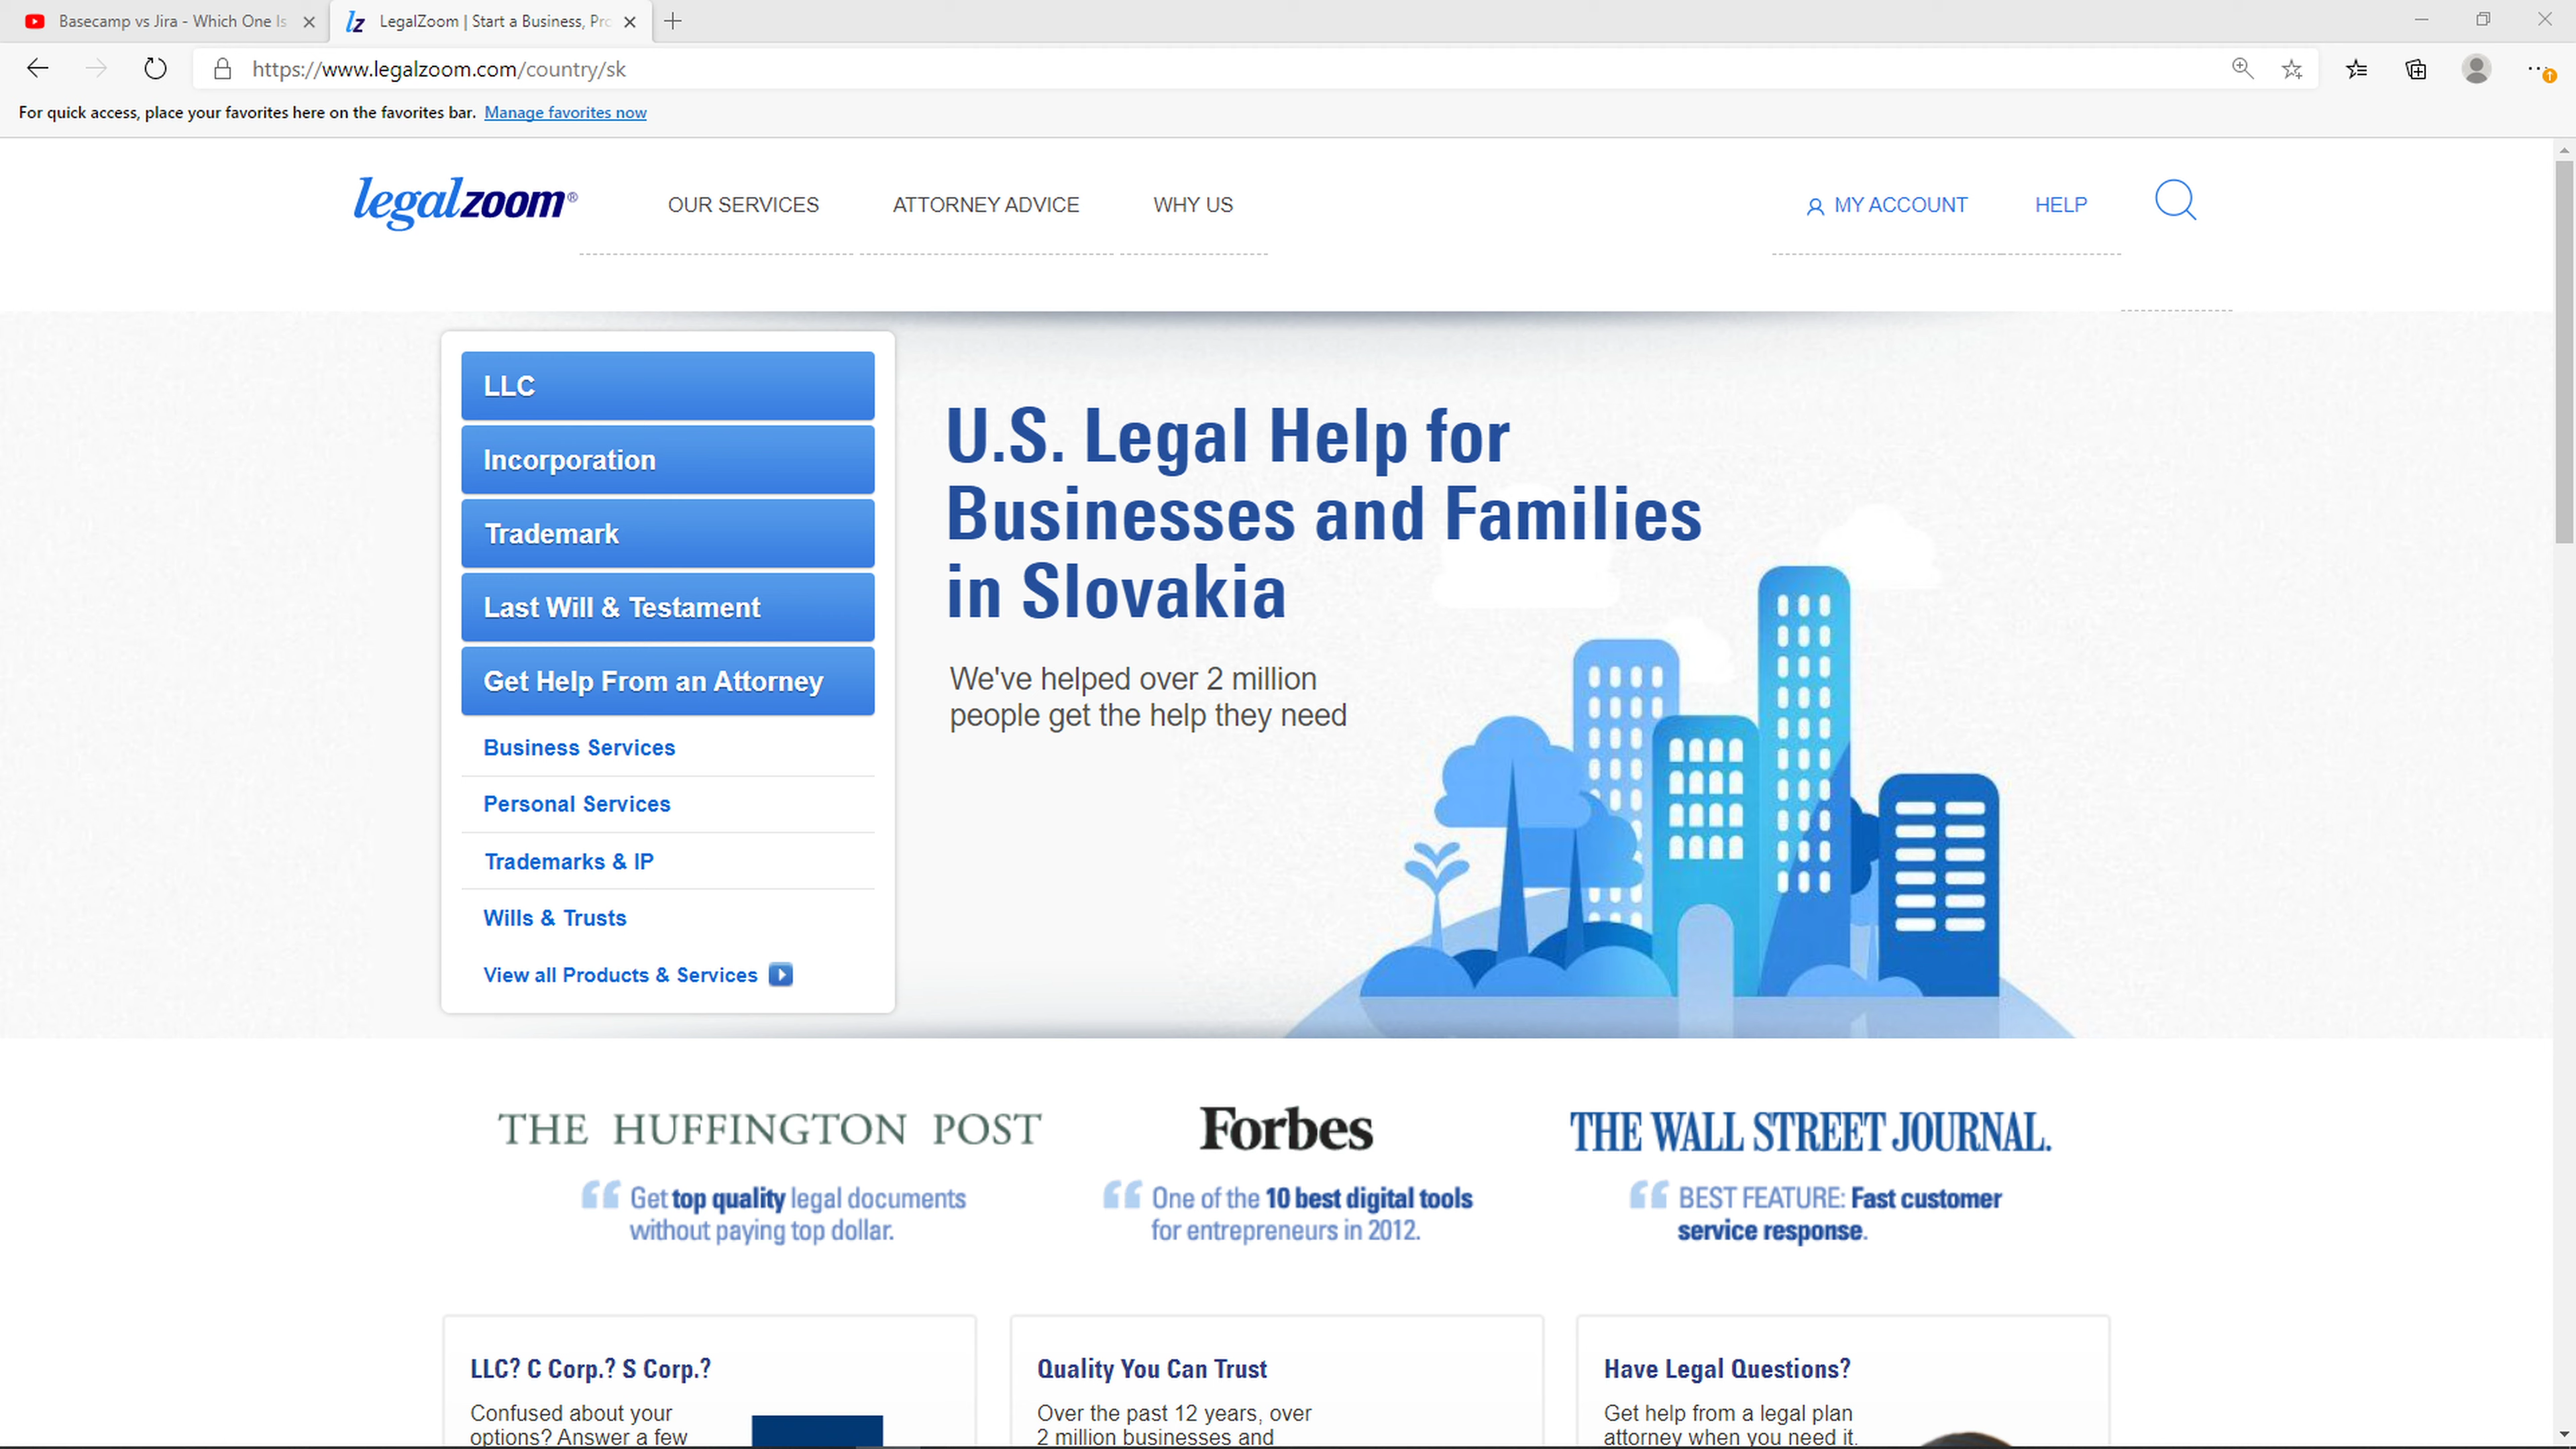 Basecamp vs Jira - Which One Is
LegalZoom | Start a Business, Pro
https://www.legalzoom.com/country/sk
For quick access, place your favorites here on the favorites bar. Manage favorites now
legalzoom®
OUR SERVICES
ATTORNEY ADVICE
WHY US
MY ACCOUNT
HELP
LLC
Incorporation
Trademark
Last Will & Testament
Get Help From an Attorney
Business Services
Personal Services
Trademarks & IP
Wills & Trusts
View all Products & Services
U.S. Legal Help for
Businesses and Families
in Slovakia
We've helped over 2 million
people get the help they need
THE HUFFINGTON POST
“Get top quality legal documents
without paying top dollar.
Forbes
“One of the 10 best digital tools
for entrepreneurs in 2012.
THE WALL STREET JOURNAL.
“BEST FEATURE: Fast customer
service response.
LLC? C Corp.? S Corp.?
Confused about your
options? Answer a few
Quality You Can Trust
Over the past 12 years, over
2 million businesses and
Have Legal Questions?
Get help from a legal plan
attorney when you need it.